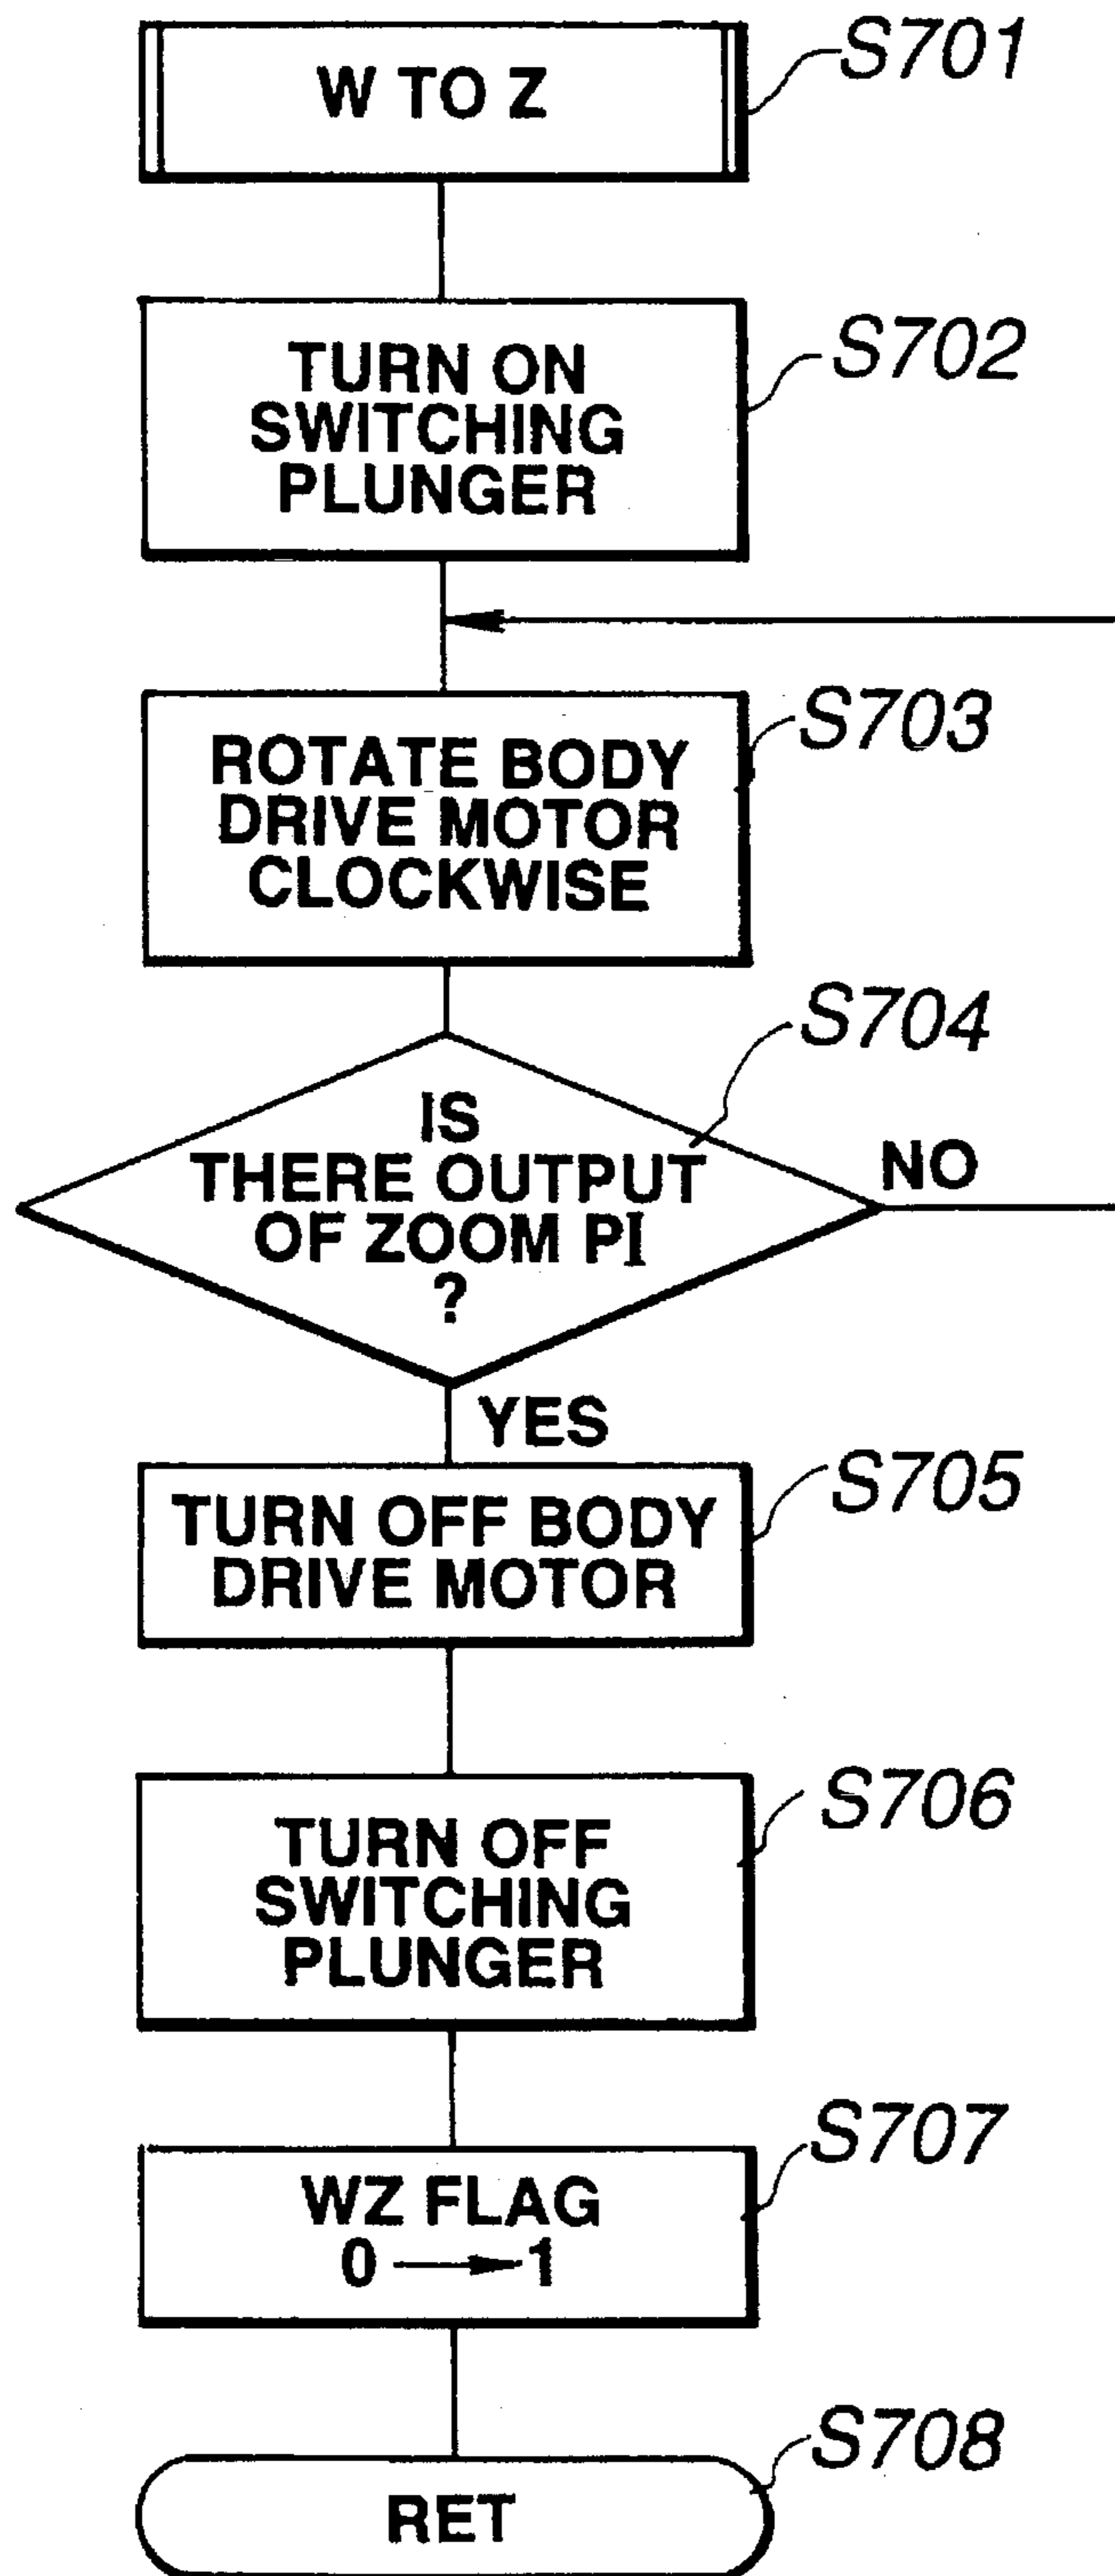 W TO Z
S701
TURN ON
SWITCHING
PLUNGER
S702
ROTATE BODY
DRIVE MOTOR
CLOCKWISE
S703
IS
THERE OUTPUT
OF ZOOM PI
?
S704
NO
YES
TURN OFF BODY
DRIVE MOTOR
S705
TURN OFF
SWITCHING
PLUNGER
S706
WZ FLAG
0 → 1
S707
RET
S708